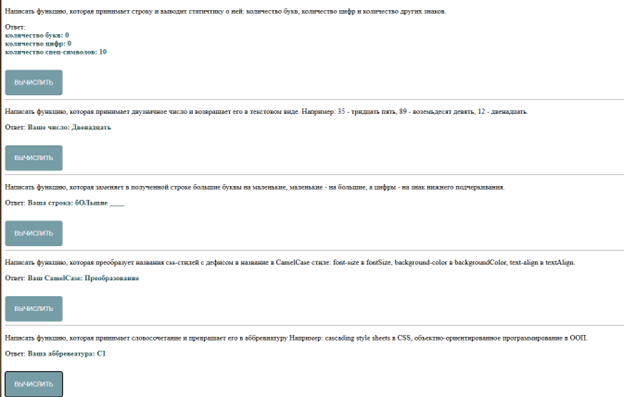 Написать функцию, которая принимает строку и выводит статичтику о ней: количество букв, количество цифр и количество других знаков.
Ответ:
количество букв: 0
количество цифр: 0
количество спец-символов: 10
ВЫЧИСЛИТЬ
Написать функцию, которая принимает двузначное число и возвращает его в текстовом виде. Например: 35 - тридцать пять, 89 - восемьдесят девять, 12 - двенадцать.
Ответ: Ваше число: Двенадцать
ВЫЧИСЛИТЬ
Написать функцию, которая заменяет в полученной строке большие буквы на маленькие, маленькие - на большие, а цифры - на знак нижнего подчеркивания.
Ответ: Ваша строка: бОЛьшие ____
ВЫЧИСЛИТЬ
Написать функцию, которая преобразует названия css-стилей с дефисом в название в CamelCase стиле: font-size в fontSize, background-color в backgroundColor, text-align в textAlign.
Ответ: Ваш CamelCase: Преобразование
ВЫЧИСЛИТЬ
Написать функцию, которая принимает словосочетание и превращает его в аббревиатуру Например: cascading style sheets в CSS, объектно-ориентированное программирование в ООП.
Ответ: Ваша аббревеатура: С1
ВЫЧИСЛИТЬ